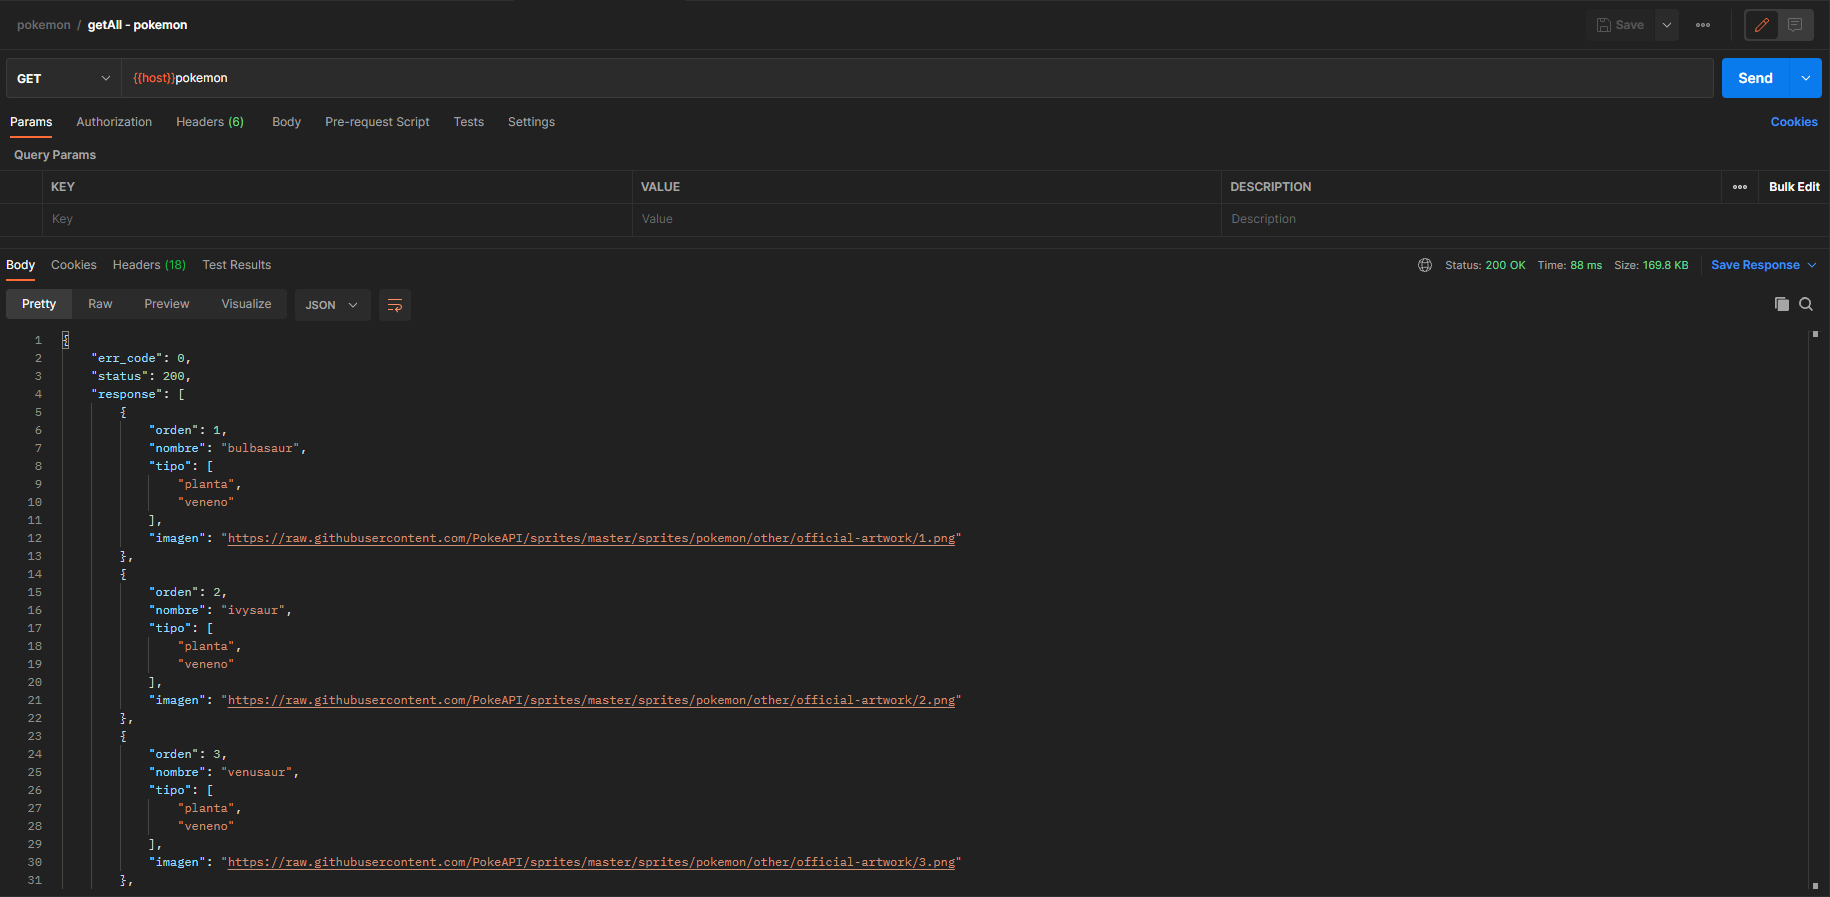 pokemon / getAll - pokemon
Save
GET {{host}}pokemon Send
Params Authorization Headers (6) Body Pre-request Script Tests Settings Cookies
Query Params
KEY VALUE DESCRIPTION Bulk Edit
Key Value Description
Body Cookies Headers (18) Test Results Status: 200 OK Time: 88 ms Size: 169.8 KB Save Response
Pretty Raw Preview Visualize JSON
1 {
2 "err_code": 0,
3 "status": 200,
4 "response": [
5 {
6 "orden": 1,
7 "nombre": "bulbasaur",
8 "tipo": [
9 "planta",
10 "veneno"
11 ],
12 "imagen": "https://raw.githubusercontent.com/PokeAPI/sprites/master/sprites/pokemon/other/official-artwork/1.png"
13 },
14 {
15 "orden": 2,
16 "nombre": "ivysaur",
17 "tipo": [
18 "planta",
19 "veneno"
20 ],
21 "imagen": "https://raw.githubusercontent.com/PokeAPI/sprites/master/sprites/pokemon/other/official-artwork/2.png"
22 },
23 {
24 "orden": 3,
25 "nombre": "venusaur",
26 "tipo": [
27 "planta",
28 "veneno"
29 ],
30 "imagen": "https://raw.githubusercontent.com/PokeAPI/sprites/master/sprites/pokemon/other/official-artwork/3.png"
31 },